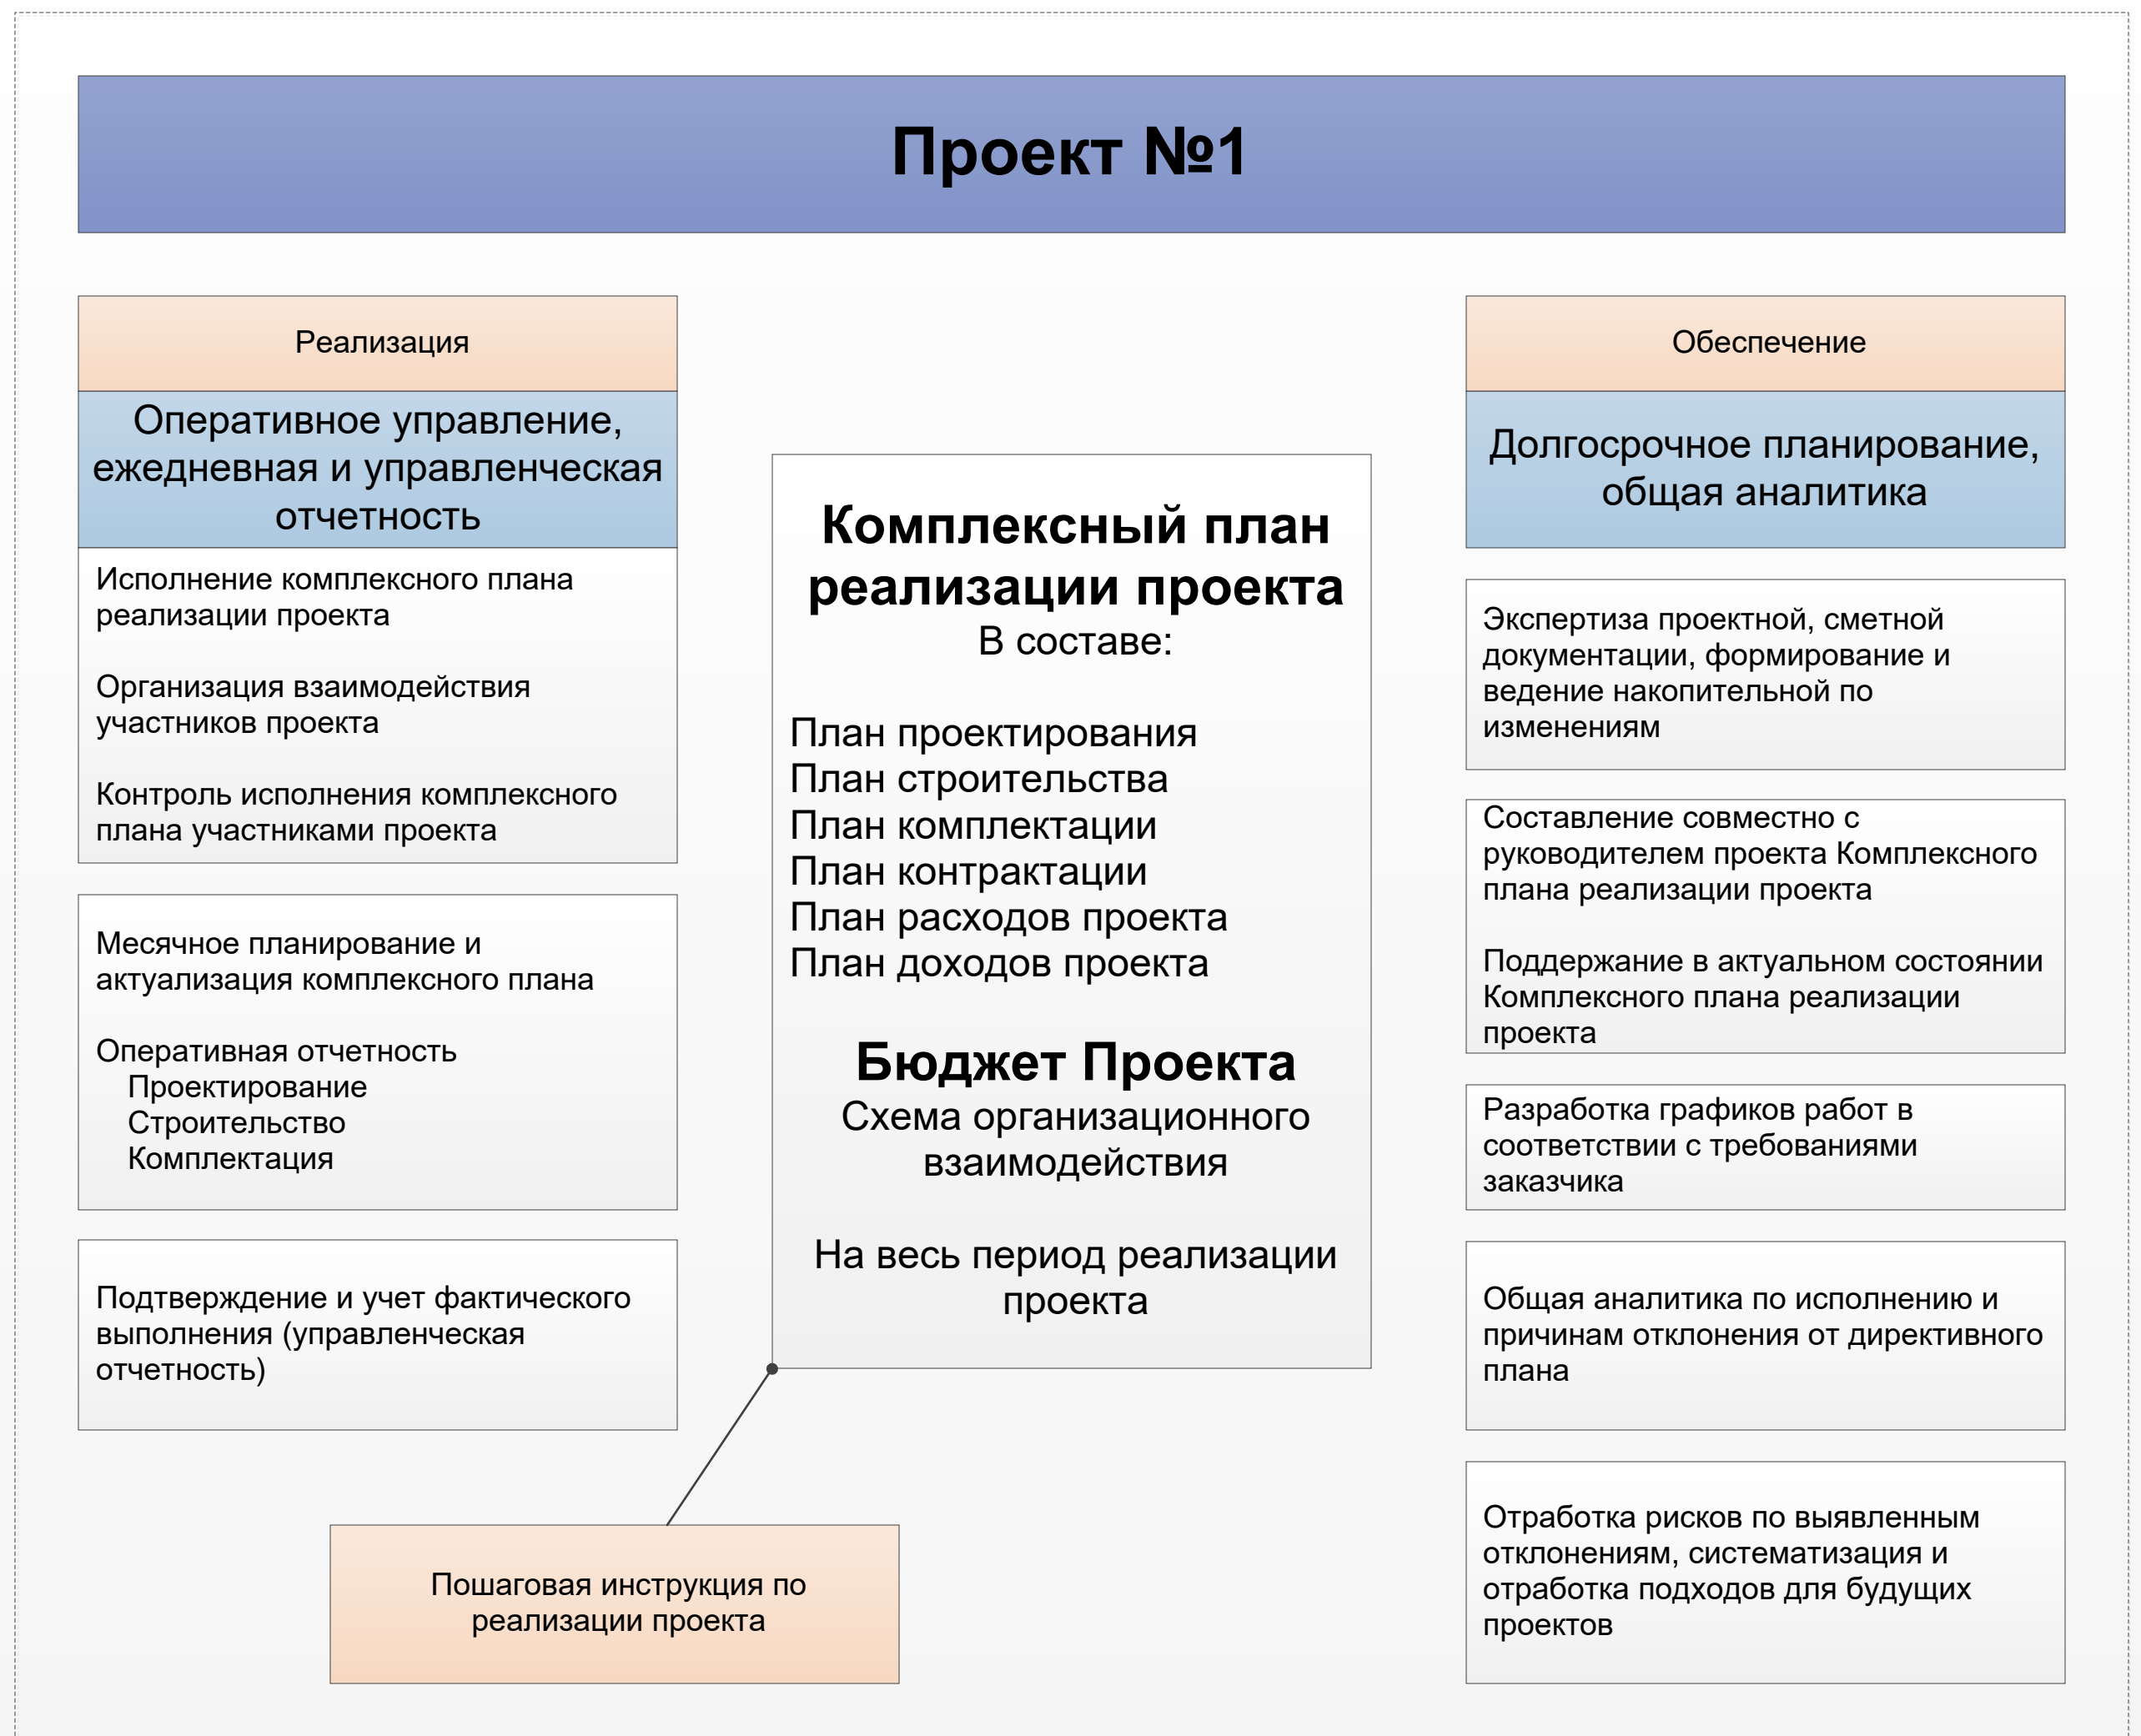 Проект №1
Реализация
Оперативное управление,
ежедневная и управленческая
отчетность
Исполнение комплексного плана
реализации проекта
Организация взаимодействия
участников проекта
Контроль исполнения комплексного
плана участниками проекта
Месячное планирование и
актуализация комплексного плана
Оперативная отчетность
Проектирование
Строительство
Комплектация
Подтверждение и учет фактического
выполнения (управленческая
отчетность)
Комплексный план
реализации проекта
В составе:
План проектирования
План строительства
План комплектации
План контрактации
План расходов проекта
План доходов проекта
Бюджет Проекта
Схема организационного
взаимодействия
На весь период реализации
проекта
Пошаговая инструкция по
реализации проекта
Обеспечение
Долгосрочное планирование,
общая аналитика
Экспертиза проектной, сметной
документации, формирование и
ведение накопительной по
изменениям
Составление совместно с
руководителем проекта Комплексного
плана реализации проекта
Поддержание в актуальном состоянии
Комплексного плана реализации
проекта
Разработка графиков работ в
соответствии с требованиями
заказчика
Общая аналитика по исполнению и
причинам отклонения от директивного
плана
Отработка рисков по выявленным
отклонениям, систематизация и
отработка подходов для будущих
проектов